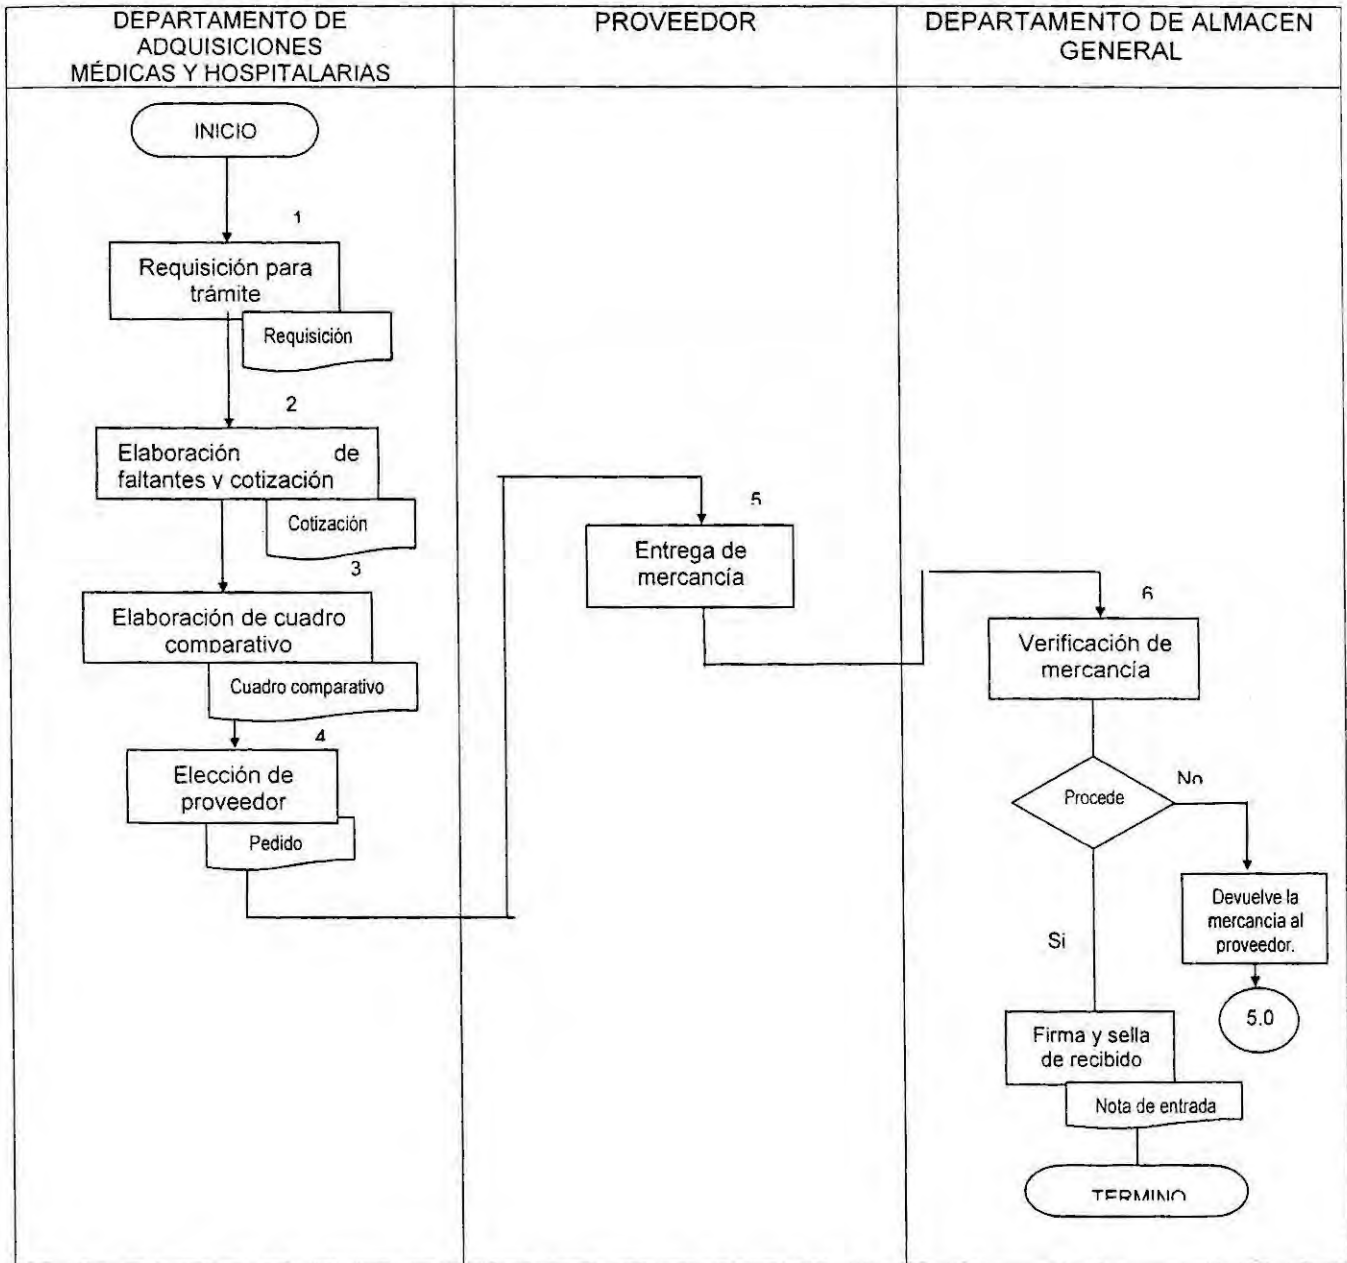 DEPARTAMENTO DE
ADQUISICIONES
MÉDICAS Y HOSPITALARIAS
PROVEEDOR
DEPARTAMENTO DE ALMACEN
GENERAL
INICIO
1
Requisición para
trámite
Requisición
2
Elaboración de
faltantes y cotización
Cotización
3
Elaboración de cuadro
comparativo
Cuadro comparativo
4
Elección de
proveedor
Pedido
5
Entrega de
mercancía
6
Verificación de
mercancía
Procede
No
Devuelve la
mercancia al
proveedor.
5.0
Si
Firma y sella
de recibido
Nota de entrada
TERMINO